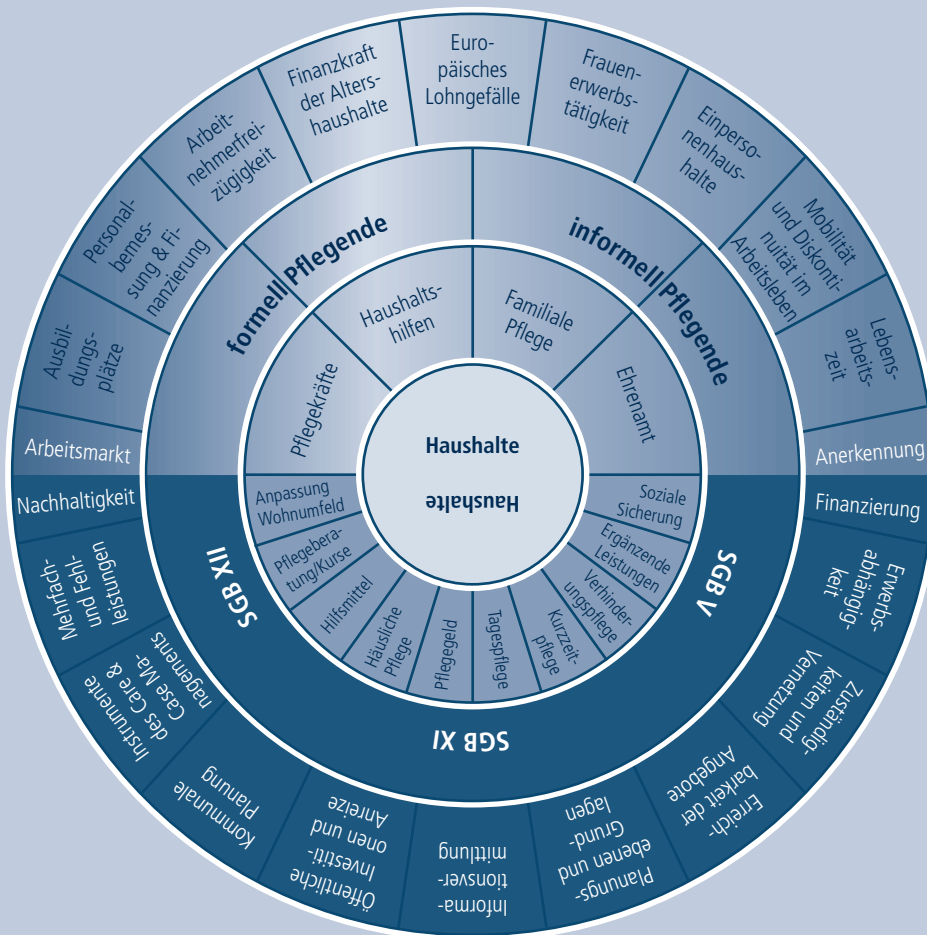 Arbeitsmarkt
Ausbil-
dungs-
plätze
Personal-
bemes-
sung & Fi-
nanzierung
Arbeit-
nehmerfrei-
zügigkeit
Finanzkraft
der Alters-
haushalte
Euro-
päisches
Lohngefälle
Frauen-
erwerbs-
tätigkeit
Einperso-
nenhaus-
halte
Mobilität
und Diskonti-
nuität im
Arbeitsleben
Lebens-
arbeits-
zeit
Anerkennung
formell Pflegende
informell Pflegende
Pflegekräfte
Haushalts-
hilfen
Familiale
Pflege
Ehrenamt
Haushalte
Haushalte
Anpassung
Wohnumfeld
Pflegebera-
tung/Kurse
Hilfsmittel
Häusliche
Pflege
Pflegegeld
Tagespflege
Kurzzeit-
pflege
Verhinder-
ungspflege
Ergänzende
Leistungen
Soziale
Sicherung
SGB XII
SGB XI
SGB V
Nachhaltigkeit
Mehrfach-
und Fehl-
leistungen
Instrumente
des Care &
Case Ma-
nagements
Kommunale
Planung
Öffentliche
Investiti-
onen und
Anreize
Informa-
tionsver-
mittlung
Planungs-
ebenen und
Grund-
lagen
Erreich-
barkeit der
Angebote
Zuständig-
keiten und
Vernetzung
Erwerbs-
abhängig-
keit
Finanzierung